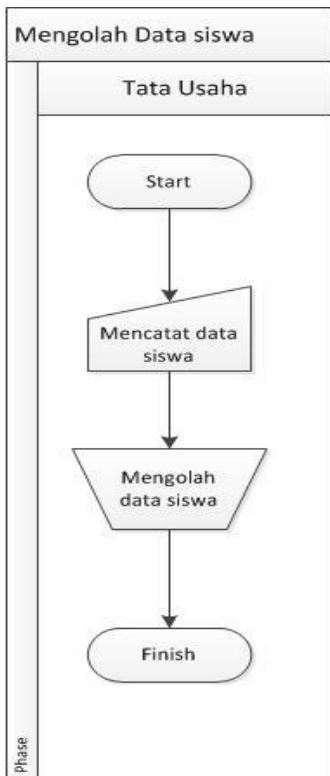 Mengolah Data siswa
Tata Usaha
Start
Mencatat data
siswa
Mengolah
data siswa
Finish
Phase